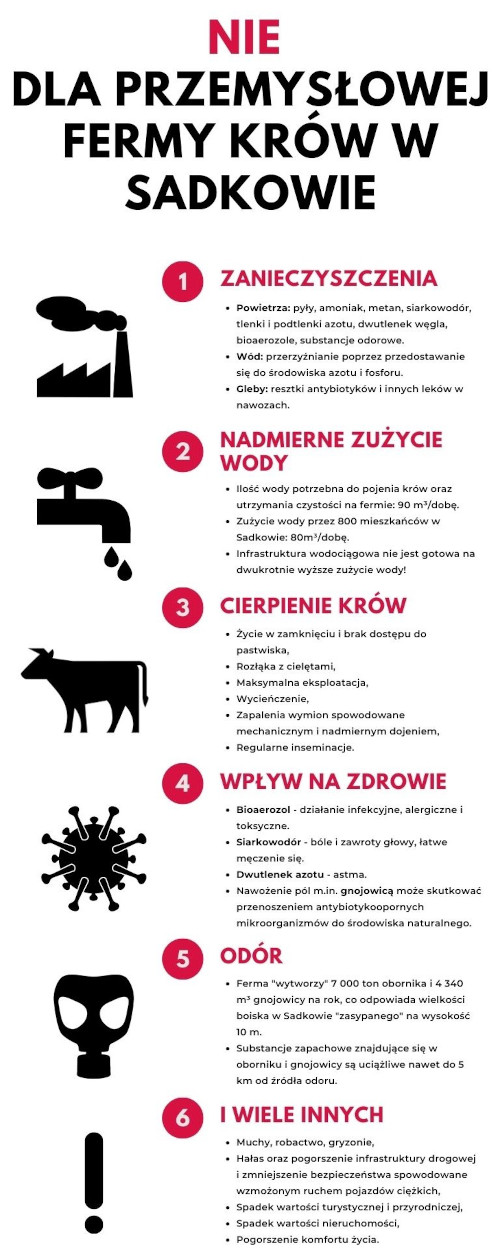 NIE
DLA PRZEMYSŁOWEJ
FERMY KRÓW W
SADKOWIE
1
ZANIECZYSZCZENIA
• Powietrza: pyły, amoniak, metan, siarkowodór,
tlenki i podtlenki azotu, dwutlenek węgla,
bioaerozole, substancje odorowe.
• Wód: przerzyźnianie poprzez przedostawanie
się do środowiska azotu i fosforu.
• Gleby: resztki antybiotyków i innych leków w
nawozach.
2
NADMIERNE ZUŻYCIE
WODY
• Ilość wody potrzebna do pojenia krów oraz
utrzymania czystości na fermie: 90 m³/dobę.
• Zużycie wody przez 800 mieszkańców w
Sadkowie: 80m³/dobę.
• Infrastruktura wodociągowa nie jest gotowa na
dwukrotnie wyższe zużycie wody!
3
CIERPIENIE KRÓW
• Życie w zamknięciu i brak dostępu do
pastwiska,
• Rozłąka z cielętami,
• Maksymalna eksploatacja,
• Wycieńczenie,
• Zapalenia wymion spowodowane
mechanicznym i nadmiernym dojeniem,
• Regularne inseminacje.
4
WPŁYW NA ZDROWIE
• Bioaerozol - działanie infekcyjne, alergiczne i
toksyczne.
• Siarkowodór - bóle i zawroty głowy, łatwe
męczenie się.
• Dwutlenek azotu - astma.
• Nawożenie pól m.in. gnojowicą może skutkować
przenoszeniem antybiotykoopornych
mikroorganizmów do środowiska naturalnego.
5
ODÓR
• Ferma "wytworzy" 7 000 ton obornika i 4 340
m³ gnojowicy na rok, co odpowiada wielkości
boiska w Sadkowie "zasypanego" na wysokość
10 m.
• Substancje zapachowe znajdujące się w
oborniku i gnojowicy są uciążliwe nawet do 5
km od źródła odoru.
6
I WIELE INNYCH
• Muchy, robactwo, gryzonie,
• Hałas oraz pogorszenie infrastruktury drogowej
i zmniejszenie bezpieczeństwa spowodowane
wzmożonym ruchem pojazdów ciężkich,
• Spadek wartości turystycznej i przyrodniczej,
• Spadek wartości nieruchomości,
• Pogorszenie komfortu życia.